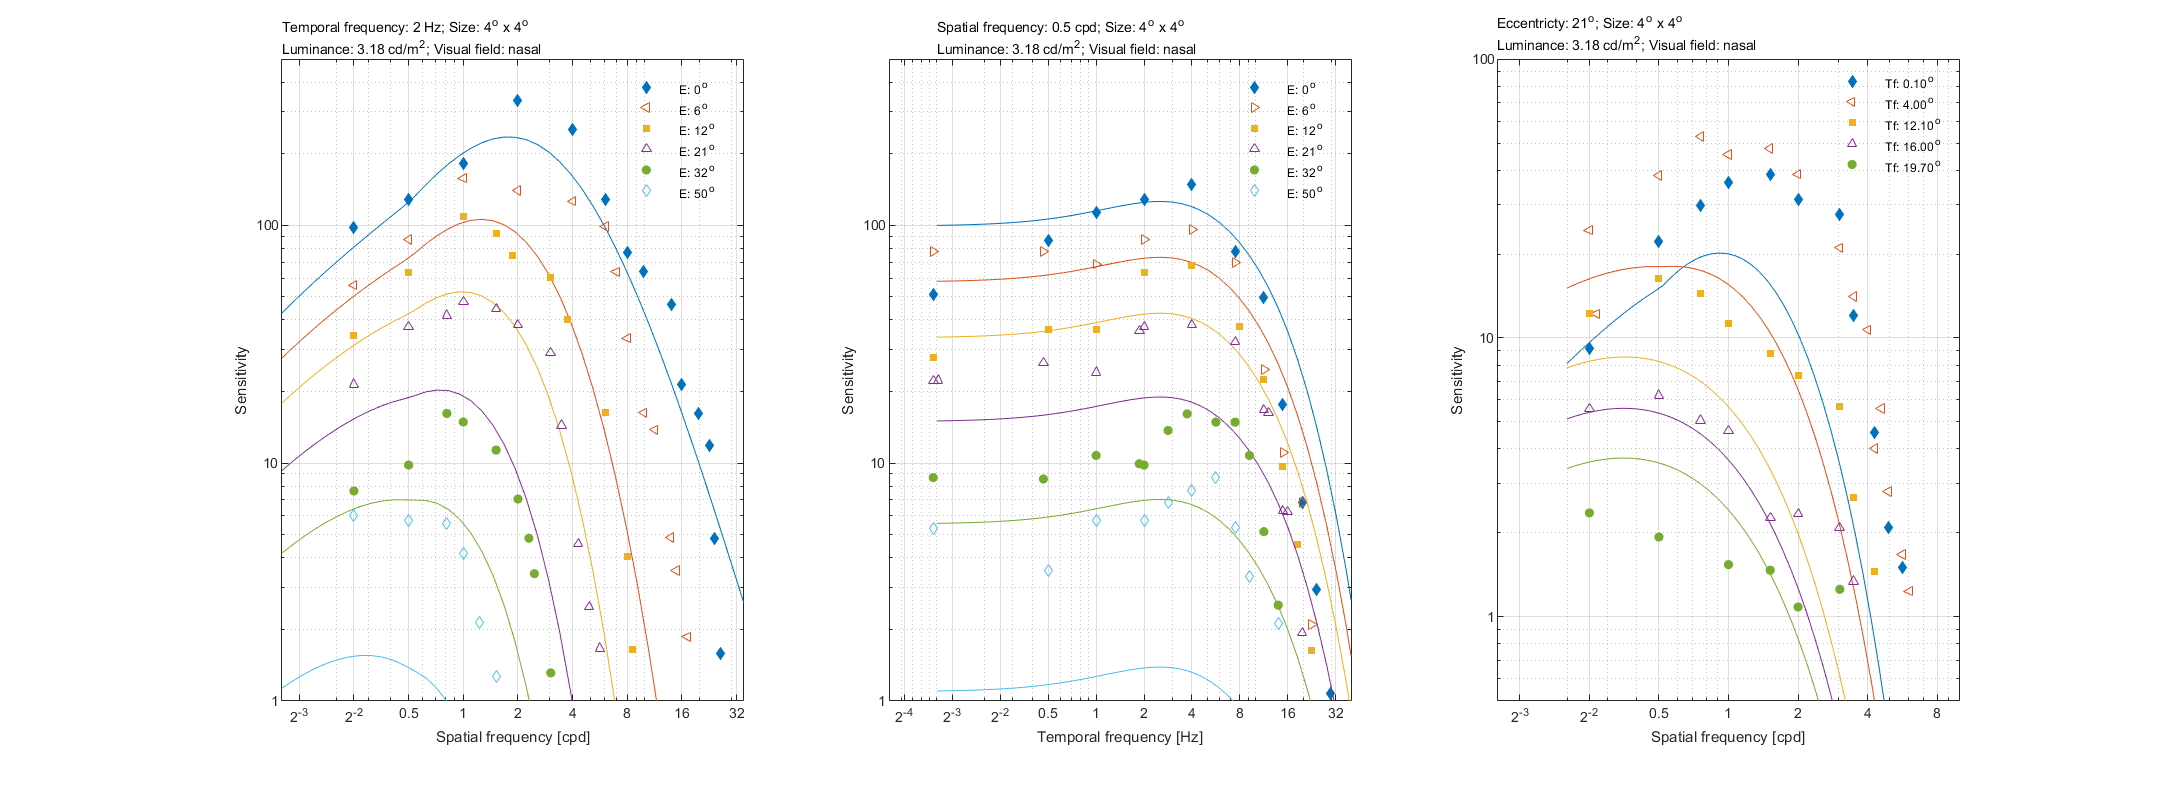 Temporal frequency: 2 Hz; Size: 4° x 4°
Luminance: 3.18 cd/m²; Visual field: nasal
E: 0°
E: 6°
E: 12°
E: 21°
E: 32°
E: 50°
100
10
1
Sensitivity
2⁻³ 2⁻² 0.5 1 2 4 8 16 32
Spatial frequency [cpd]
Spatial frequency: 0.5 cpd; Size: 4° x 4°
Luminance: 3.18 cd/m²; Visual field: nasal
E: 0°
E: 6°
E: 12°
E: 21°
E: 32°
E: 50°
100
10
1
Sensitivity
2⁻⁴ 2⁻³ 2⁻² 0.5 1 2 4 8 16 32
Temporal frequency [Hz]
Eccentricty: 21°; Size: 4° x 4°
Luminance: 3.18 cd/m²; Visual field: nasal
Tf: 0.10°
Tf: 4.00°
Tf: 12.10°
Tf: 16.00°
Tf: 19.70°
100
10
1
Sensitivity
2⁻³ 2⁻² 0.5 1 2 4 8
Spatial frequency [cpd]